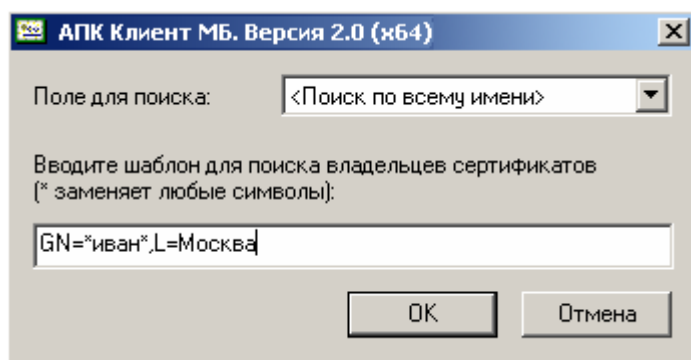 АПК Клиент МБ. Версия 2.0 (x64)
Поле для поиска: <Поиск по всему имени>
Вводите шаблон для поиска владельцев сертификатов
(* заменяет любые символы):
GN=*иван*,L=Москва
OK Отмена